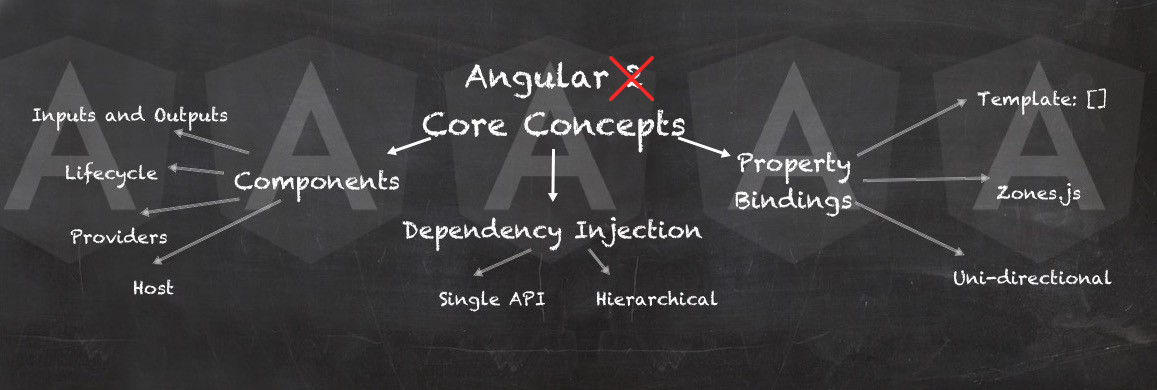 Angular 2
Core Concepts
Components
Inputs and Outputs
Lifecycle
Providers
Host
Dependency Injection
Single API
Hierarchical
Property
Bindings
Template: []
Zones.js
Uni-directional